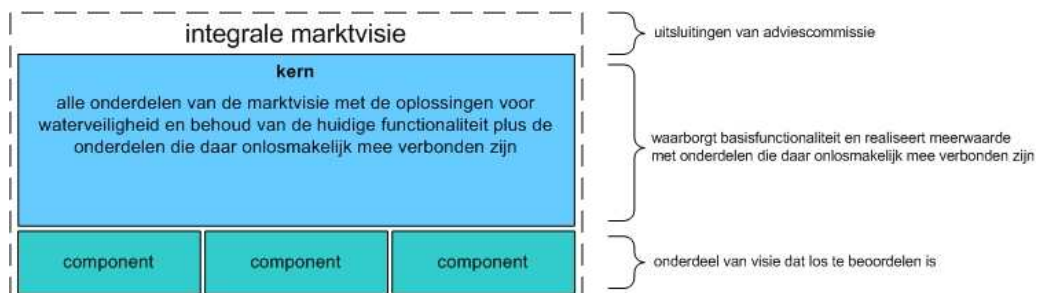 integrale marktvisie
uitsluitingen van adviescommissie
kern
alle onderdelen van de marktvisie met de oplossingen voor
waterveiligheid en behoud van de huidige functionaliteit plus de
onderdelen die daar onlosmakelijk mee verbonden zijn
waarborgt basisfunctionaliteit en realiseert meerwaarde
met onderdelen die daar onlosmakelijk mee verbonden zijn
component
component
component
onderdeel van visie dat los te beoordelen is